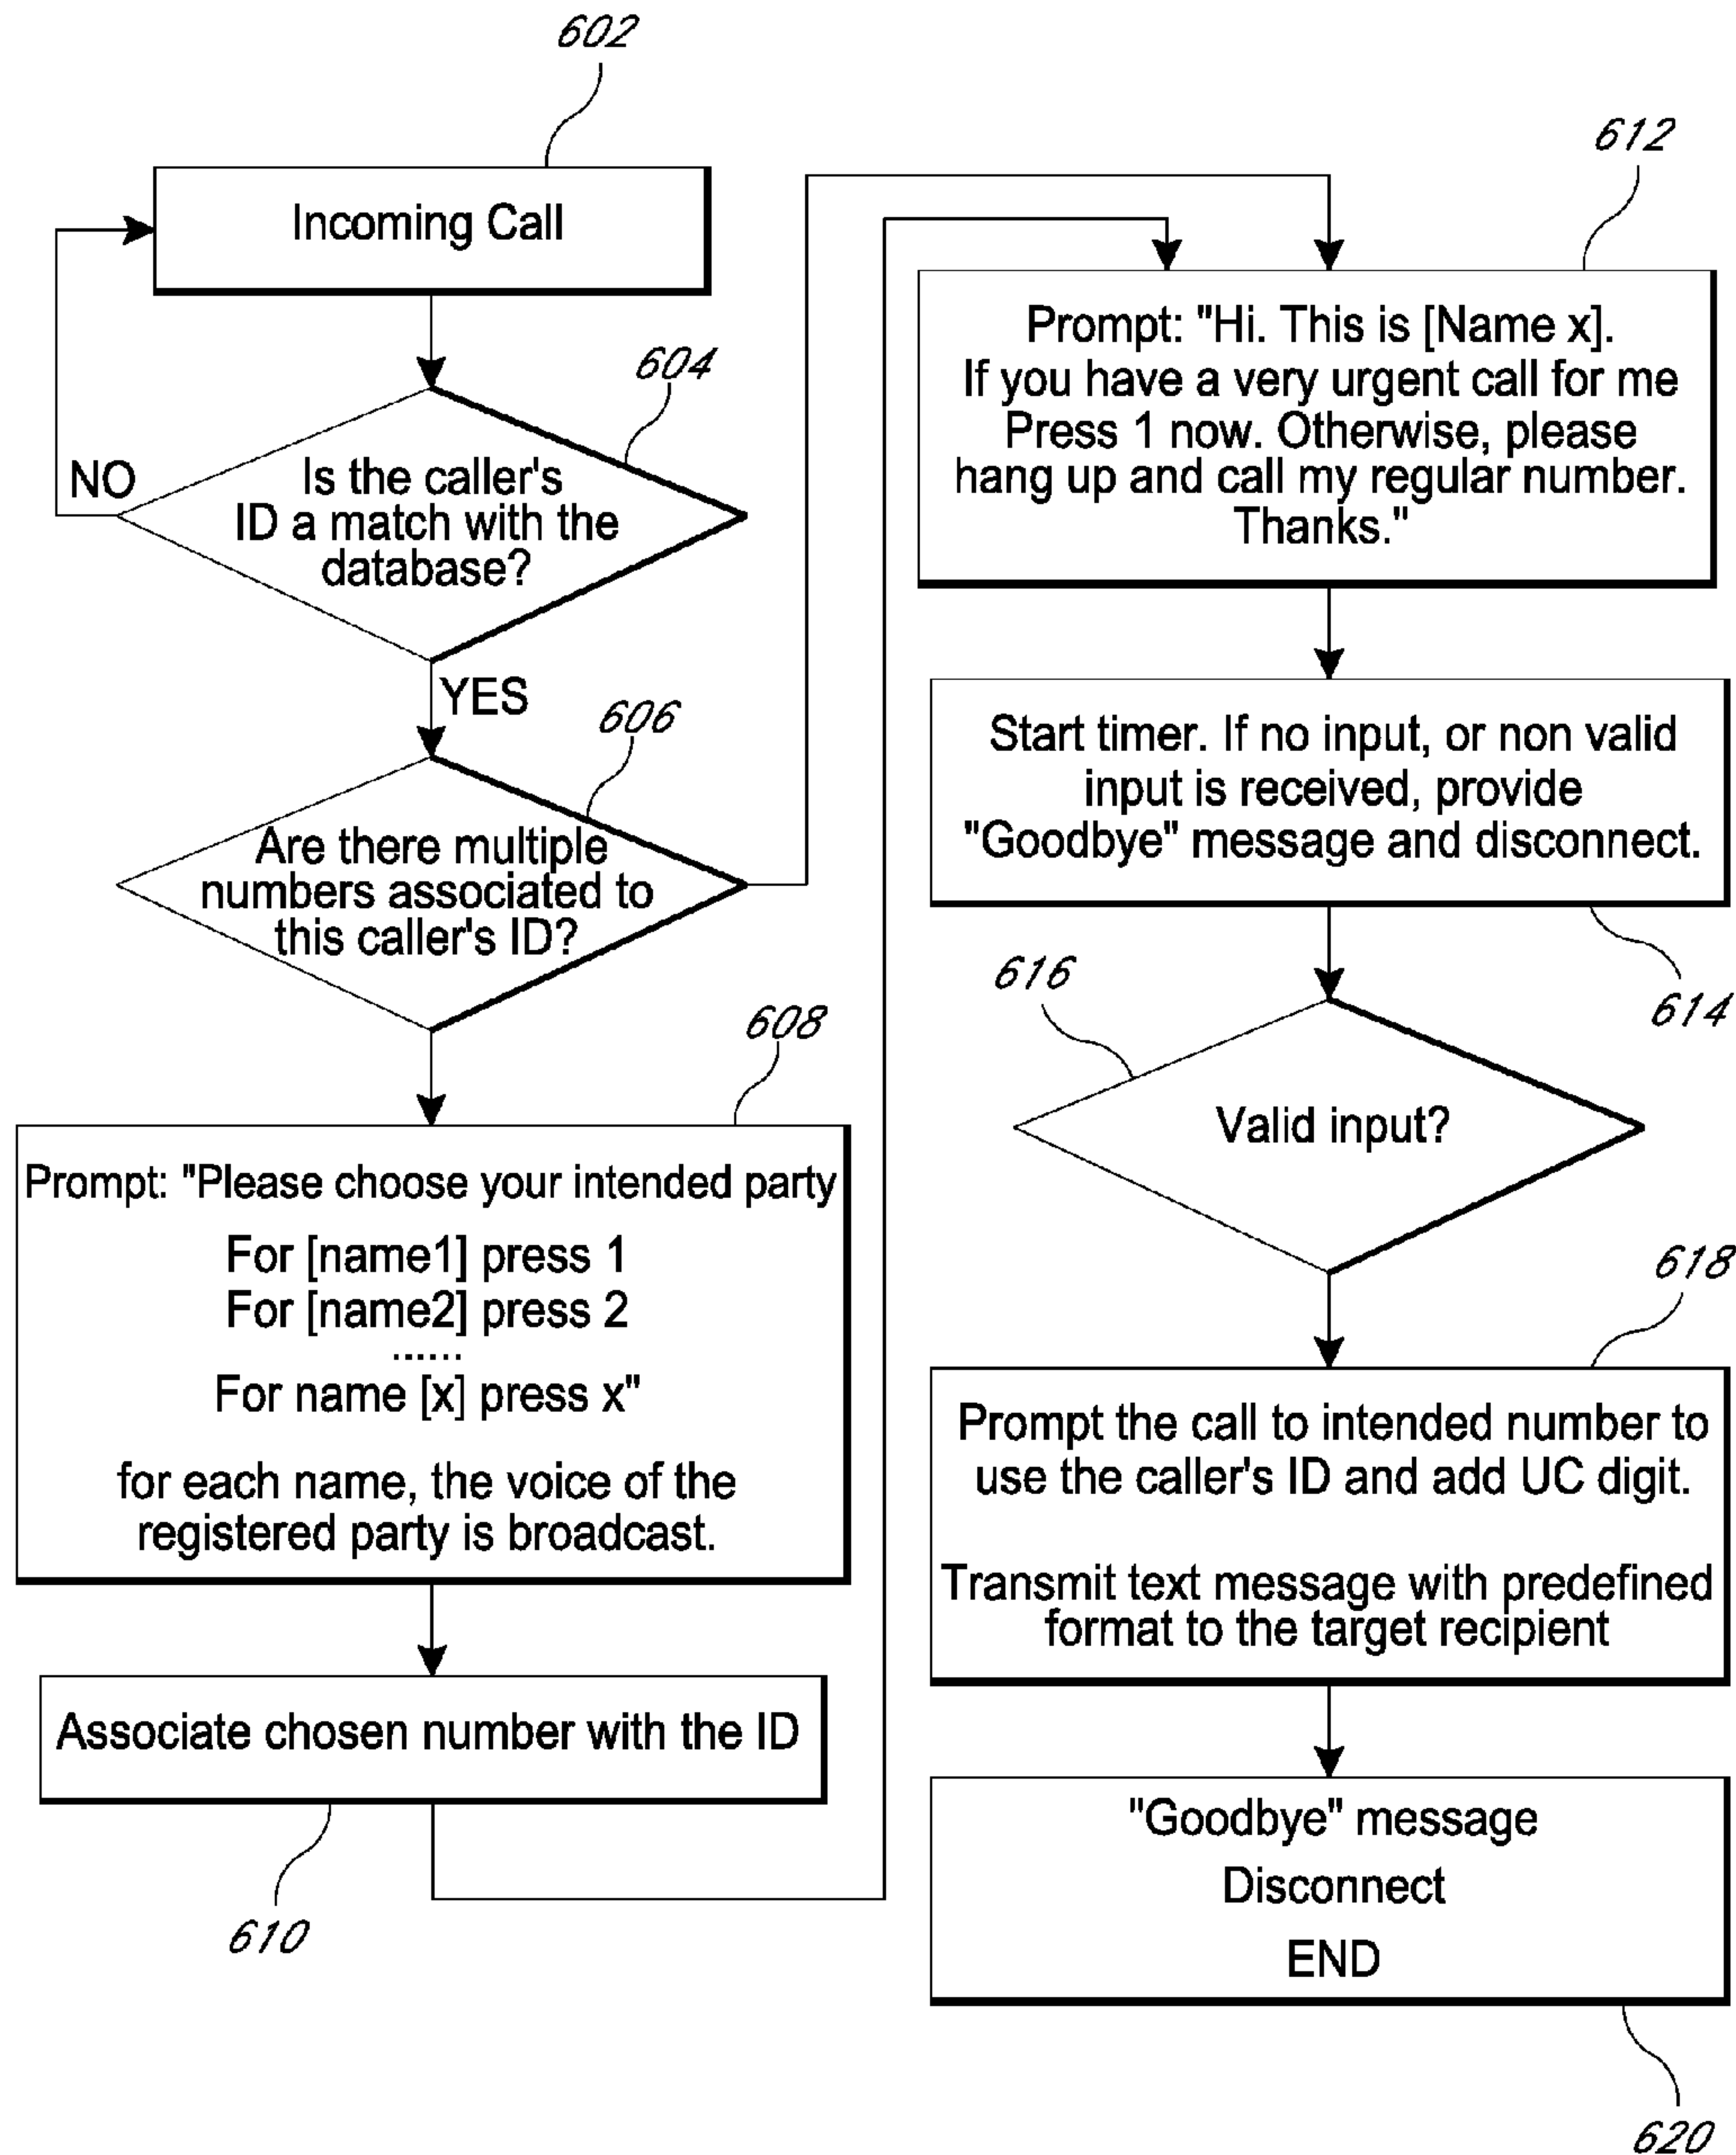 602
Incoming Call
604
Is the caller's
ID a match with the
database?
NO
YES
606
Are there multiple
numbers associated to
this caller's ID?
608
Prompt: "Please choose your intended party
For [name1] press 1
For [name2] press 2
......
For name [x] press x"
for each name, the voice of the
registered party is broadcast.
Associate chosen number with the ID
610
612
Prompt: "Hi. This is [Name x].
If you have a very urgent call for me
Press 1 now. Otherwise, please
hang up and call my regular number.
Thanks."
Start timer. If no input, or non valid
input is received, provide
"Goodbye" message and disconnect.
614
616
Valid input?
618
Prompt the call to intended number to
use the caller's ID and add UC digit.
Transmit text message with predefined
format to the target recipient
"Goodbye" message
Disconnect
END
620